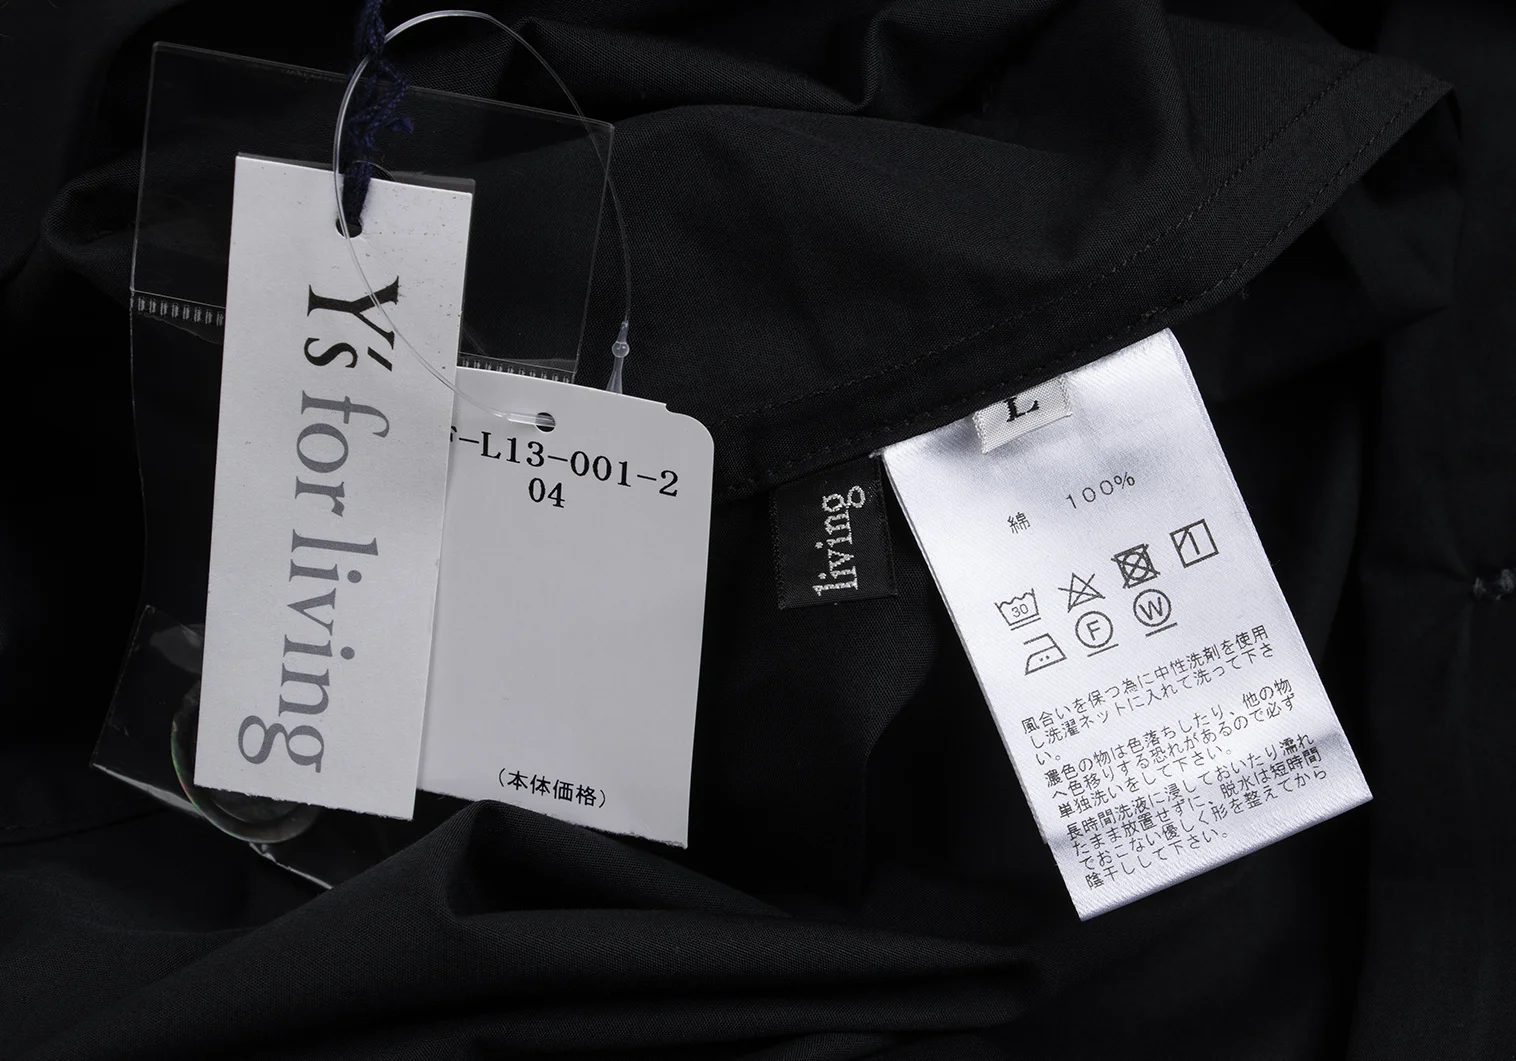 Y's for living
-L13-001-2
04
(本体価格)
living
L
綿 100%
30
F
W
風合いを保つ為に中性洗剤を使用
し洗濯ネットに入れて洗って下さ
い。
濃色の物は色落ちしたり、他の物
へ色移りする恐れがあるので必ず
単独洗いをして下さい。
長時間洗液に浸しておいたり濡れ
たまま放置せずに、脱水は短時間
でおこない優しく形を整えてから
陰干しして下さい。